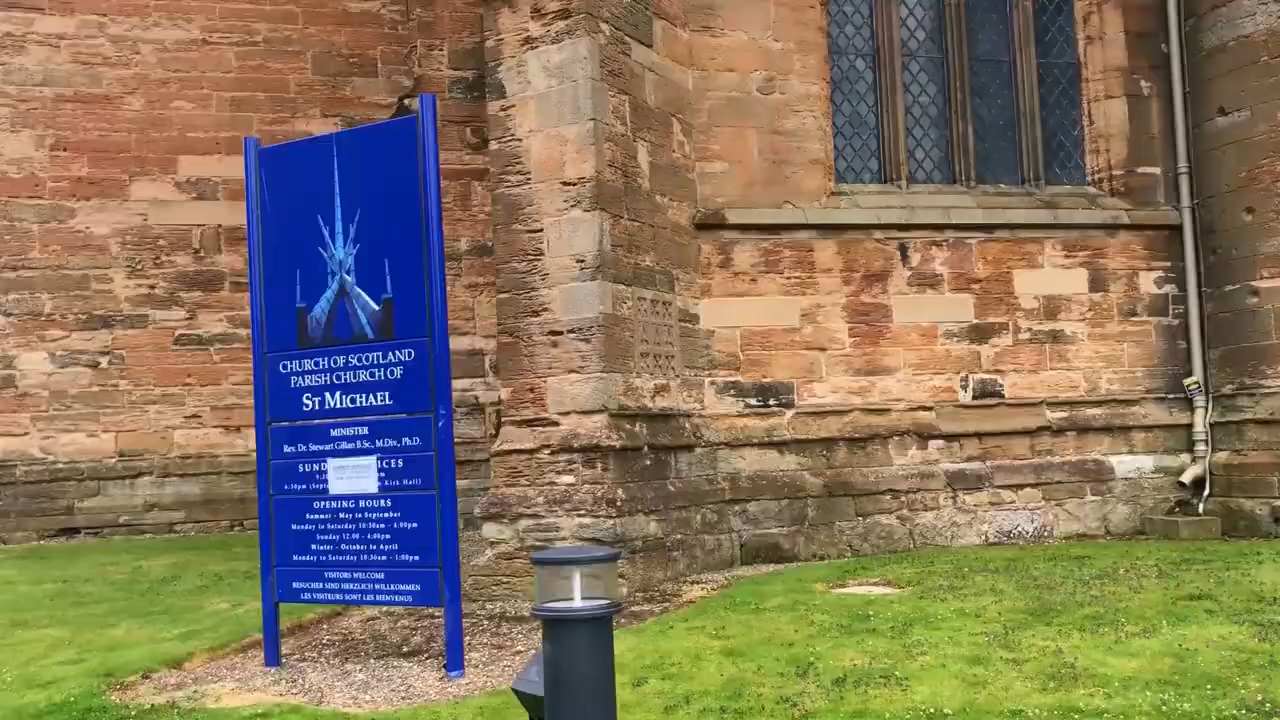 CHURCH OF SCOTLAND
PARISH CHURCH OF
ST MICHAEL
MINISTER
Rev. Dr. Stewart Gillan B.Sc., M.Div., Ph.D.
OPENING HOURS
Summer - May to September
Monday to Saturday 10:30am - 4:00pm
Sunday 12.00 - 4:00pm
Winter - October to April
Monday to Saturday 10:30am - 1:00pm
VISITORS WELCOME
BESUCHER SIND HERZLICH WILLKOMMEN
LES VISITEURS SONT LES BIENVENUS